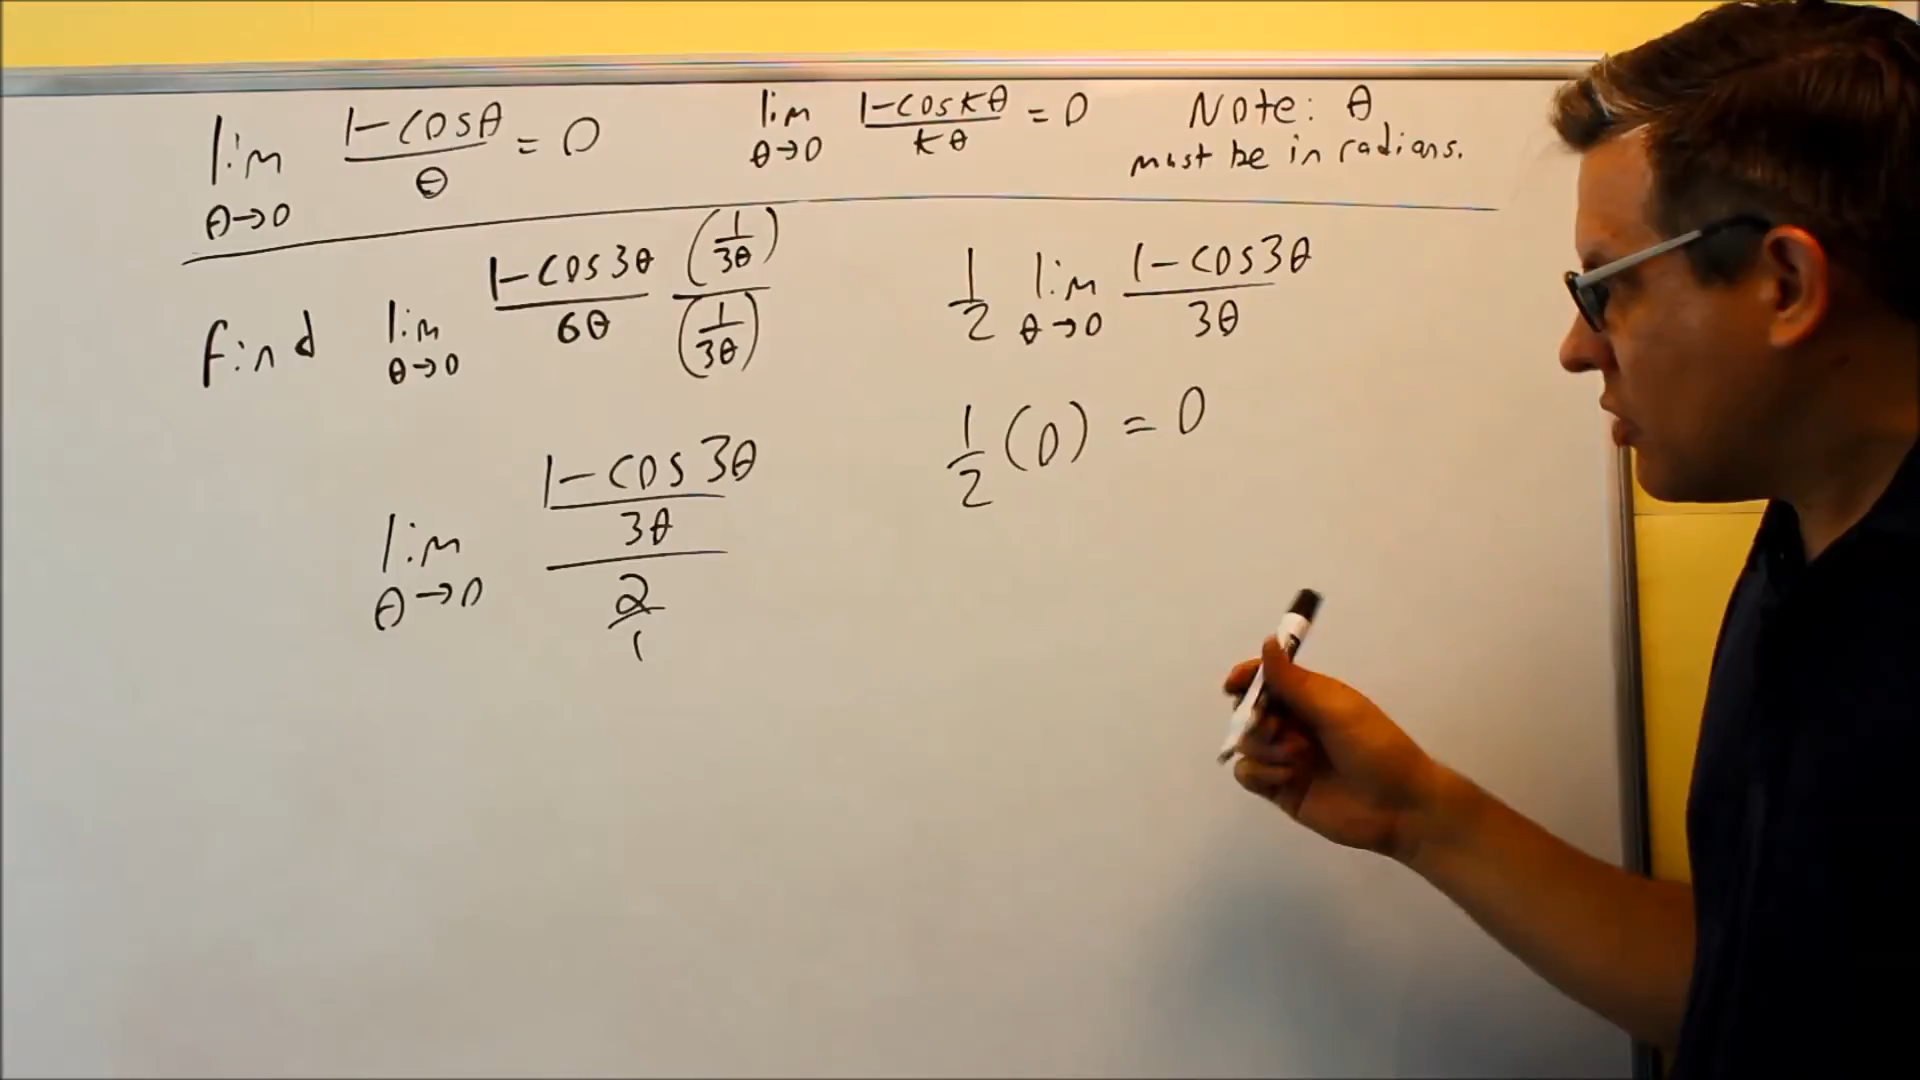 lim θ→0 1-cosθ/θ = 0
lim θ→0 1-coskθ/kθ = 0
Note: θ
must be in radians.
find lim θ→0 1-cos3θ/6θ (1/3θ)/(1/3θ)
lim θ→0 1-cos3θ/3θ / 2/1
1/2 lim θ→0 1-cos3θ/3θ
1/2 (0) = 0